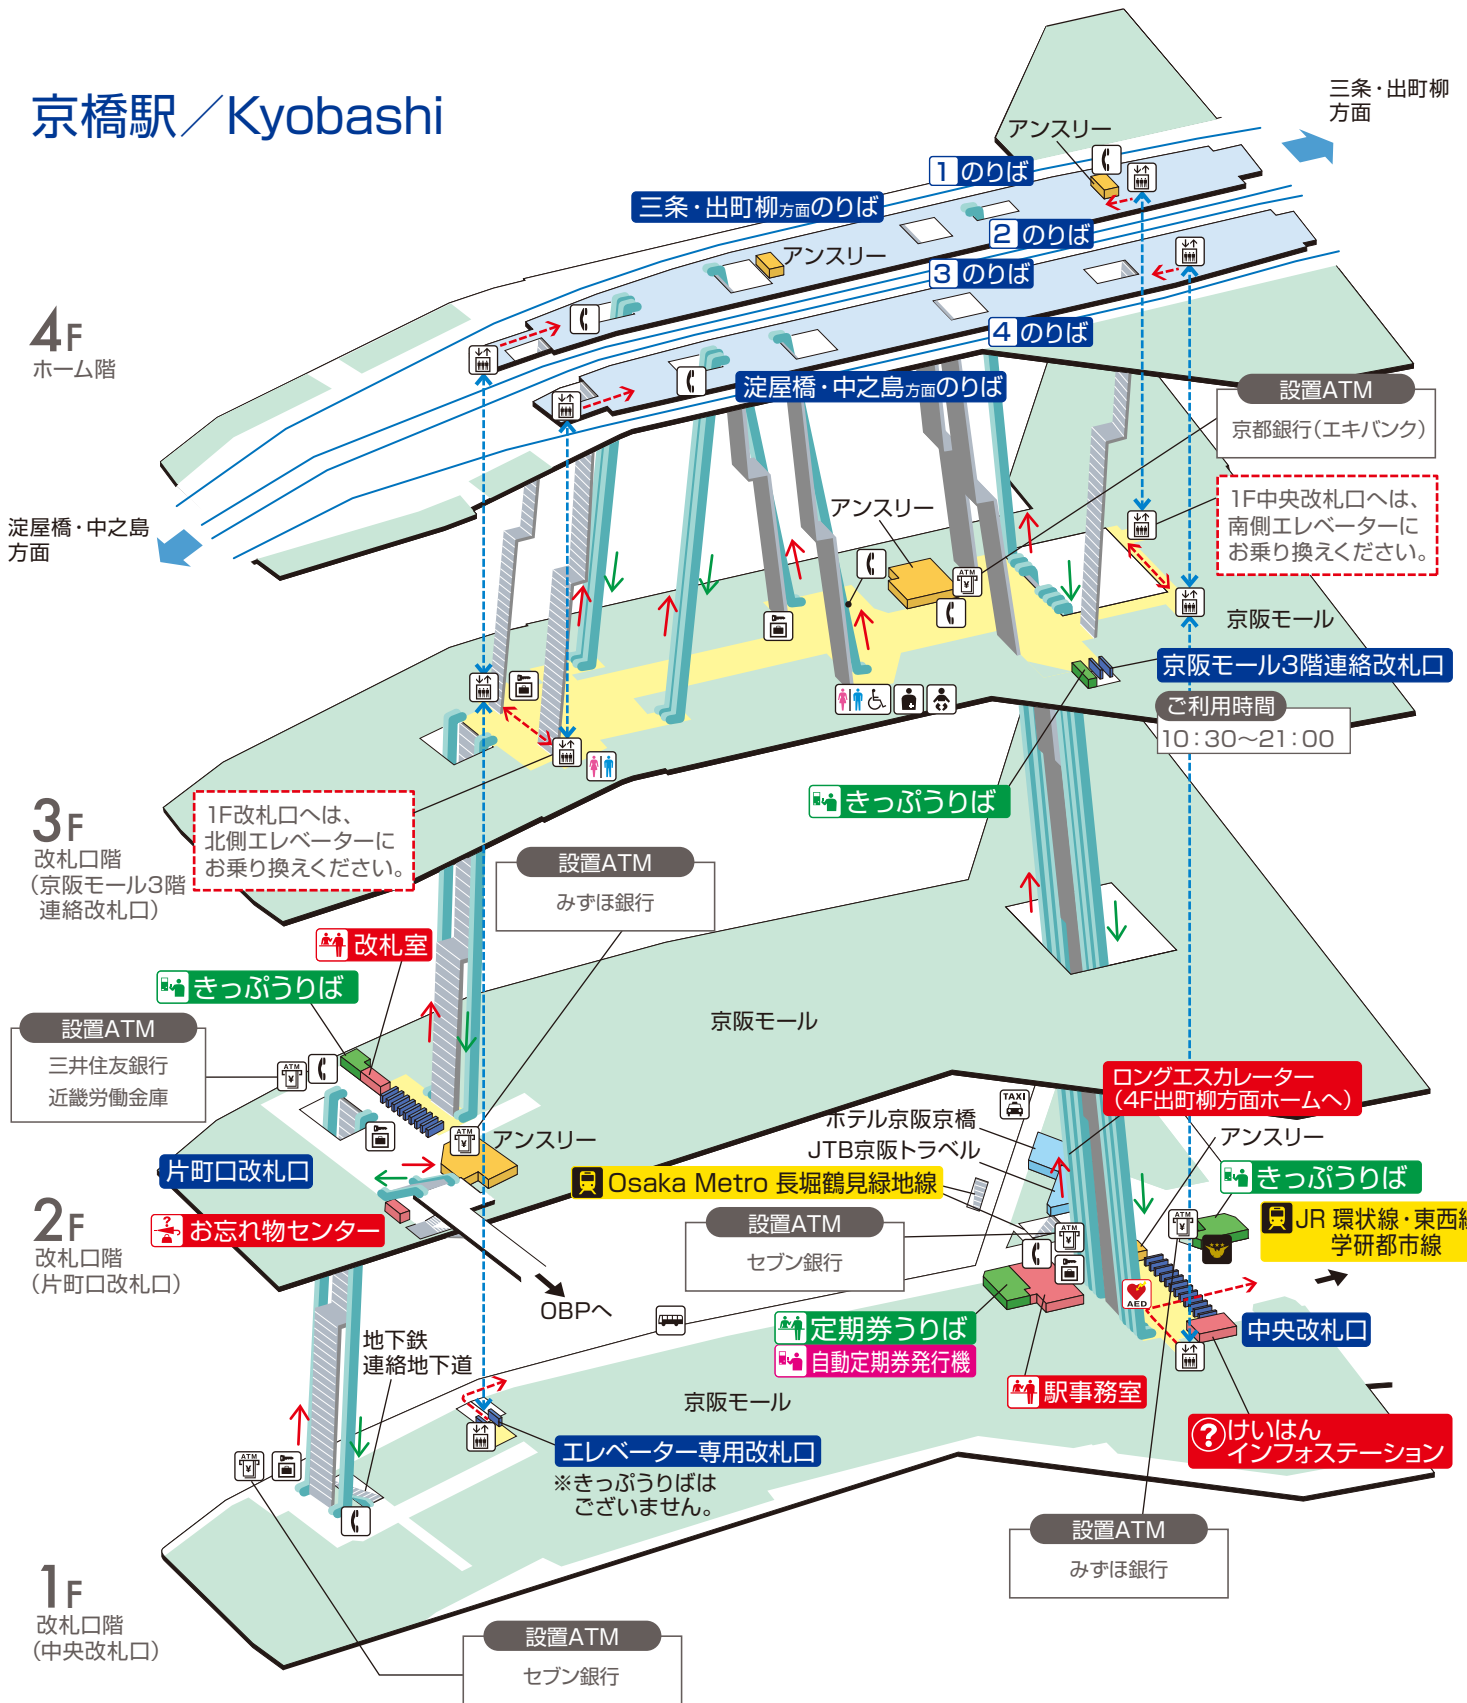 京橋駅／Kyobashi
三条・出町柳
方面
アンスリー
1 のりば
三条・出町柳方面のりば
2 のりば
アンスリー
3 のりば
4 のりば
淀屋橋・中之島方面のりば
4F
ホーム階
設置ATM
京都銀行(エキバンク)
1F中央改札口へは、
南側エレベーターに
お乗り換えください。
淀屋橋・中之島
方面
アンスリー
ATM
¥
京阪モール
京阪モール3階連絡改札口
ご利用時間
10:30〜21:00
きっぷうりば
3F
改札口階
(京阪モール3階
連絡改札口)
1F改札口へは、
北側エレベーターに
お乗り換えください。
設置ATM
みずほ銀行
改札室
きっぷうりば
設置ATM
三井住友銀行
近畿労働金庫
ATM
¥
京阪モール
ATM
¥
アンスリー
片町口改札口
お忘れ物センター
2F
改札口階
(片町口改札口)
OBPへ
TAXI
ホテル京阪京橋
JTB京阪トラベル
ロングエスカレーター
(4F出町柳方面ホームへ)
アンスリー
きっぷうりば
Osaka Metro 長堀鶴見緑地線
設置ATM
セブン銀行
ATM
¥
ATM
¥
JR 環状線・東西線
学研都市線
AED
中央改札口
定期券うりば
自動定期券発行機
駅事務室
?けいはん
インフォステーション
地下鉄
連絡地下道
京阪モール
エレベーター専用改札口
※きっぷうりばは
ございません。
ATM
¥
設置ATM
みずほ銀行
1F
改札口階
(中央改札口)
設置ATM
セブン銀行